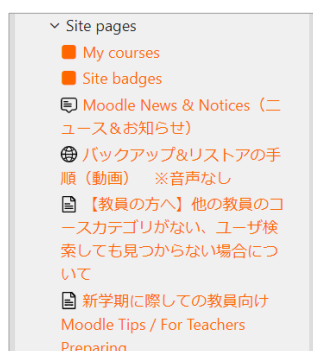 Site pages
My courses
Site badges
Moodle News & Notices（ニ
ュース＆お知らせ）
バックアップ&リストアの手
順（動画）　※音声なし
【教員の方へ】他の教員のコ
ースカテゴリがない、ユーザ検
索しても見つからない場合につ
いて
新学期に際しての教員向け
Moodle Tips / For Teachers
Preparing